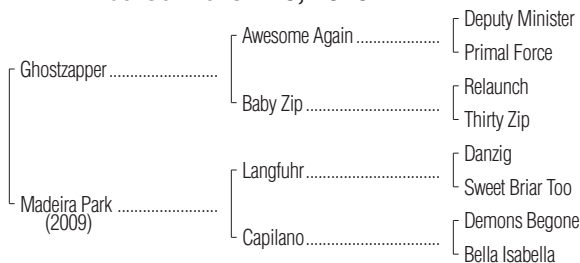 Deputy Minister
Awesome Again
Primal Force
Ghostzapper
Relaunch
Baby Zip
Thirty Zip
Danzig
Langfuhr
Sweet Briar Too
Madeira Park
(2009)
Demons Begone
Capilano
Bella Isabella